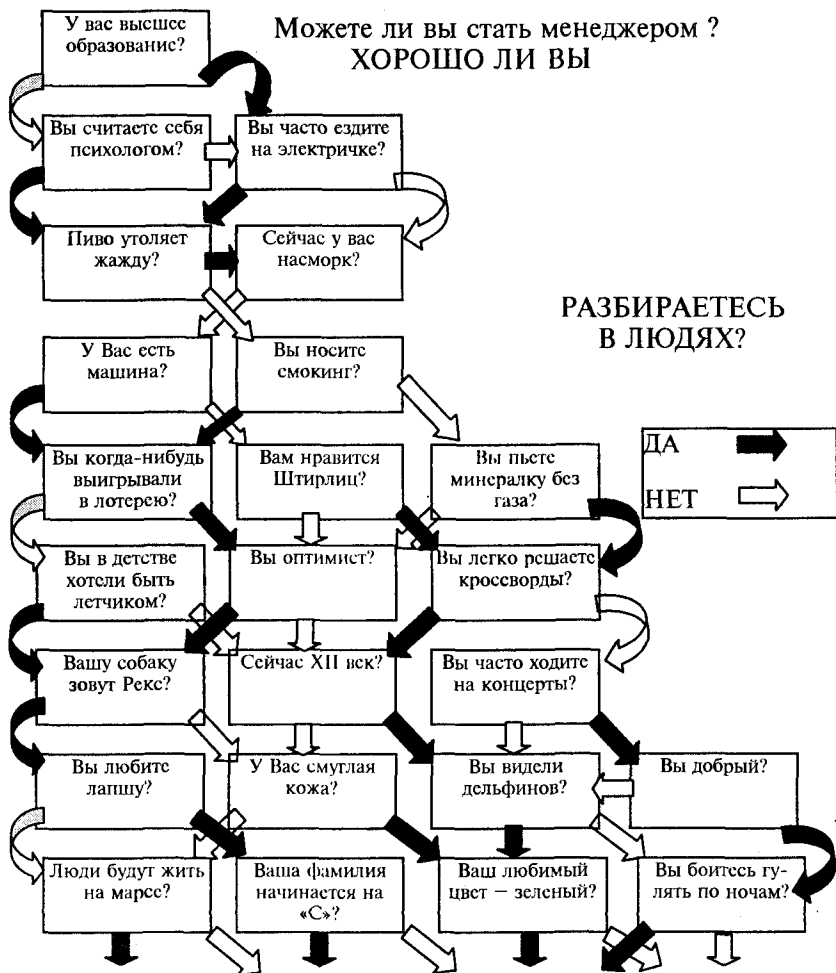 Можете ли вы стать менеджером ?
ХОРОШО ЛИ ВЫ
РАЗБИРАЕТЕСЬ
В ЛЮДЯХ?
У вас высшее
образование?
Вы считаете себя
психологом?
Вы часто ездите
на электричке?
Пиво утоляет
жажду?
Сейчас у вас
насморк?
У Вас есть
машина?
Вы носите
смокинг?
ДА
НЕТ
Вы когда-нибудь
выигрывали
в лотерею?
Вам нравится
Штирлиц?
Вы пьете
минералку без
газа?
Вы в детстве
хотели быть
летчиком?
Вы оптимист?
Вы легко решаете
кроссворды?
Вашу собаку
зовут Рекс?
Сейчас XII век?
Вы часто ходите
на концерты?
Вы любите
лапшу?
У Вас смуглая
кожа?
Вы видели
дельфинов?
Вы добрый?
Люди будут жить
на марсе?
Ваша фамилия
начинается на
«С»?
Ваш любимый
цвет – зеленый?
Вы боитесь гу-
лять по ночам?